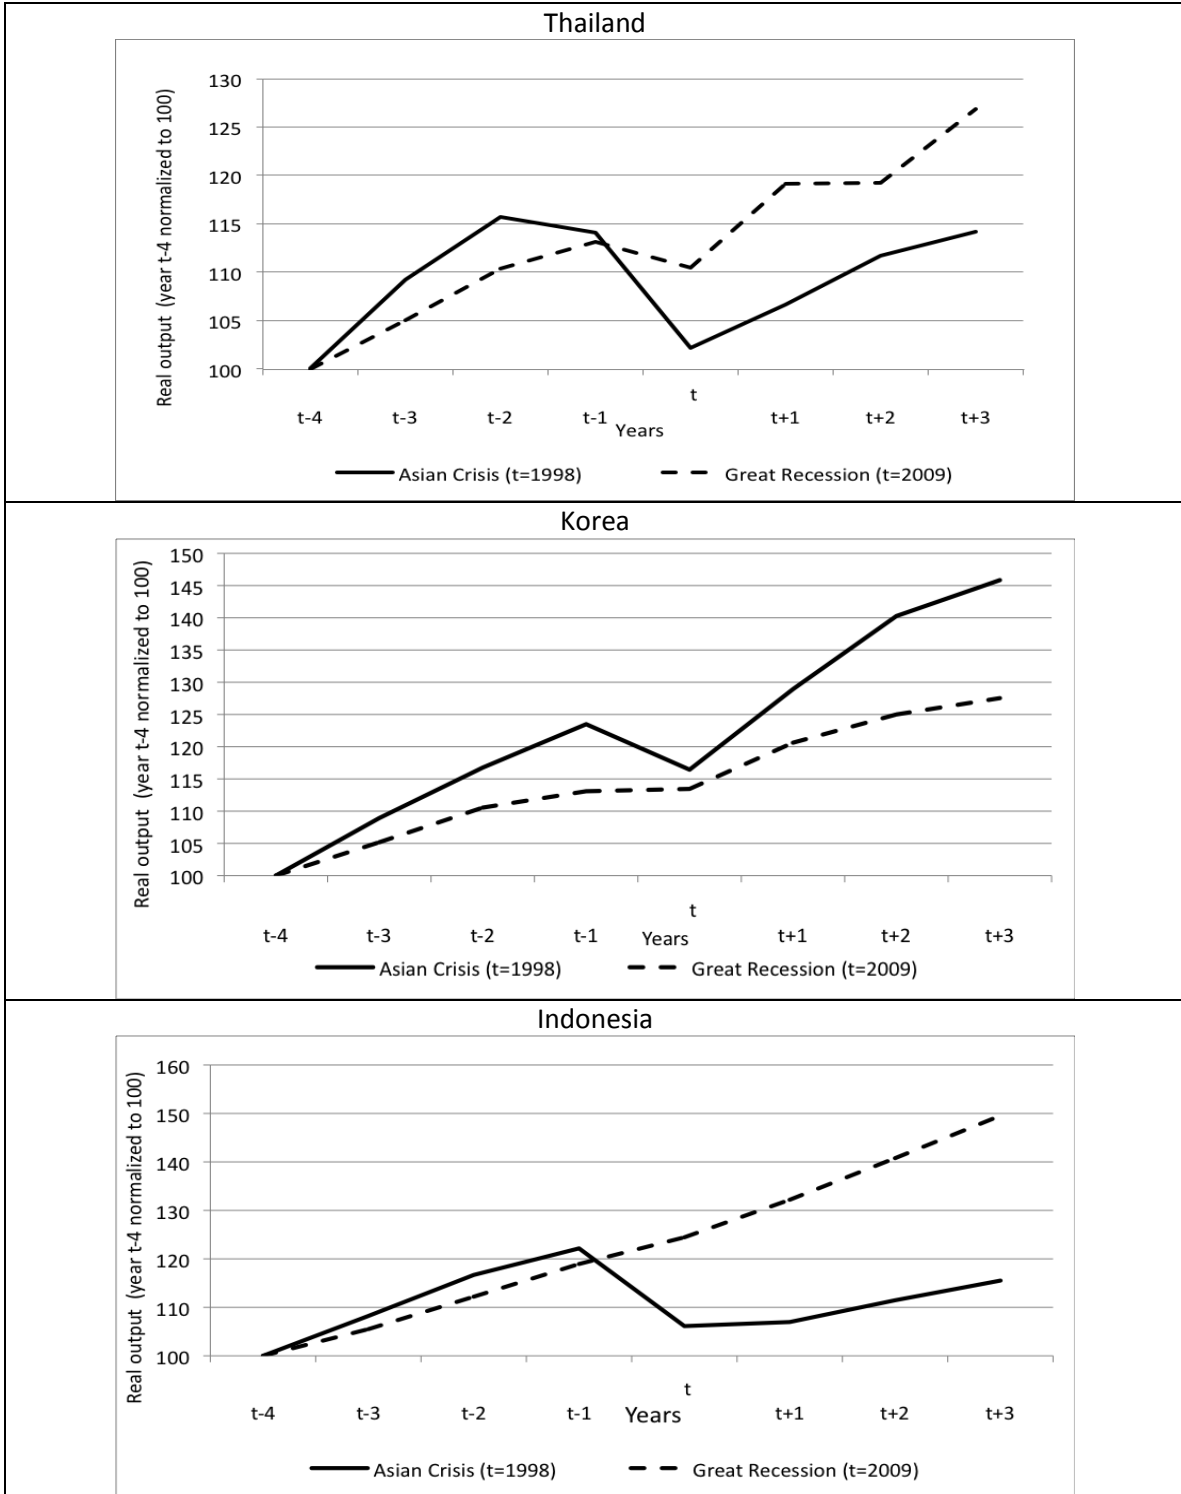 Thailand
Real output (year t-4 normalized to 100)
130
125
120
115
110
105
100
t
t-4 t-3 t-2 t-1 t+1 t+2 t+3
Years
Asian Crisis (t=1998) Great Recession (t=2009)
Korea
Real output (year t-4 normalized to 100)
150
145
140
135
130
125
120
115
110
105
100
t
t-4 t-3 t-2 t-1 Years t+1 t+2 t+3
Asian Crisis (t=1998) Great Recession (t=2009)
Indonesia
Real output (year t-4 normalized to 100)
160
150
140
130
120
110
100
t
t-4 t-3 t-2 t-1 Years t+1 t+2 t+3
Asian Crisis (t=1998) Great Recession (t=2009)